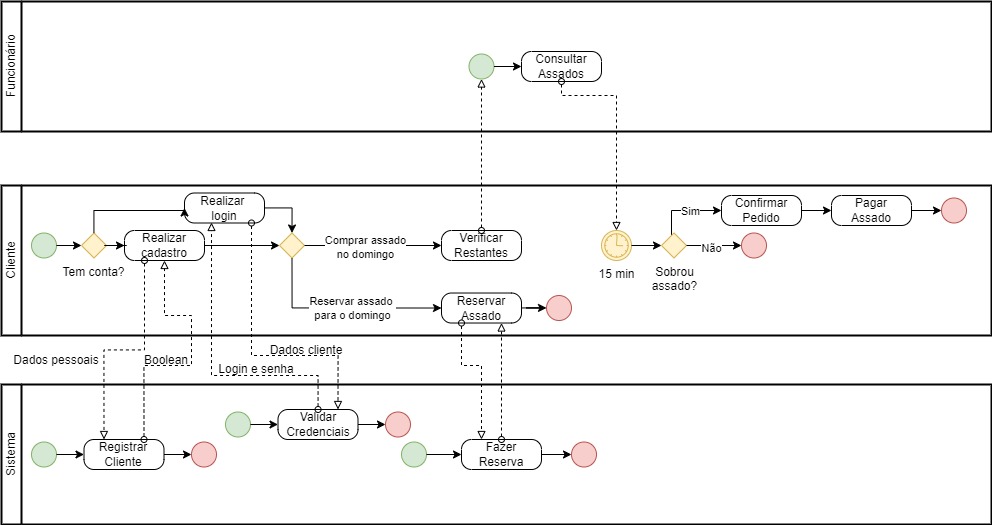 Funcionário
Consultar
Assados
Cliente
Realizar
login
Realizar
cadastro
Tem conta?
Comprar assado
no domingo
Verificar
Restantes
Reservar assado
para o domingo
Reservar
Assado
15 min
Sobrou
assado?
Sim
Não
Confirmar
Pedido
Pagar
Assado
Dados pessoais
Boolean
Dados cliente
Login e senha
Sistema
Registrar
Cliente
Validar
Credenciais
Fazer
Reserva